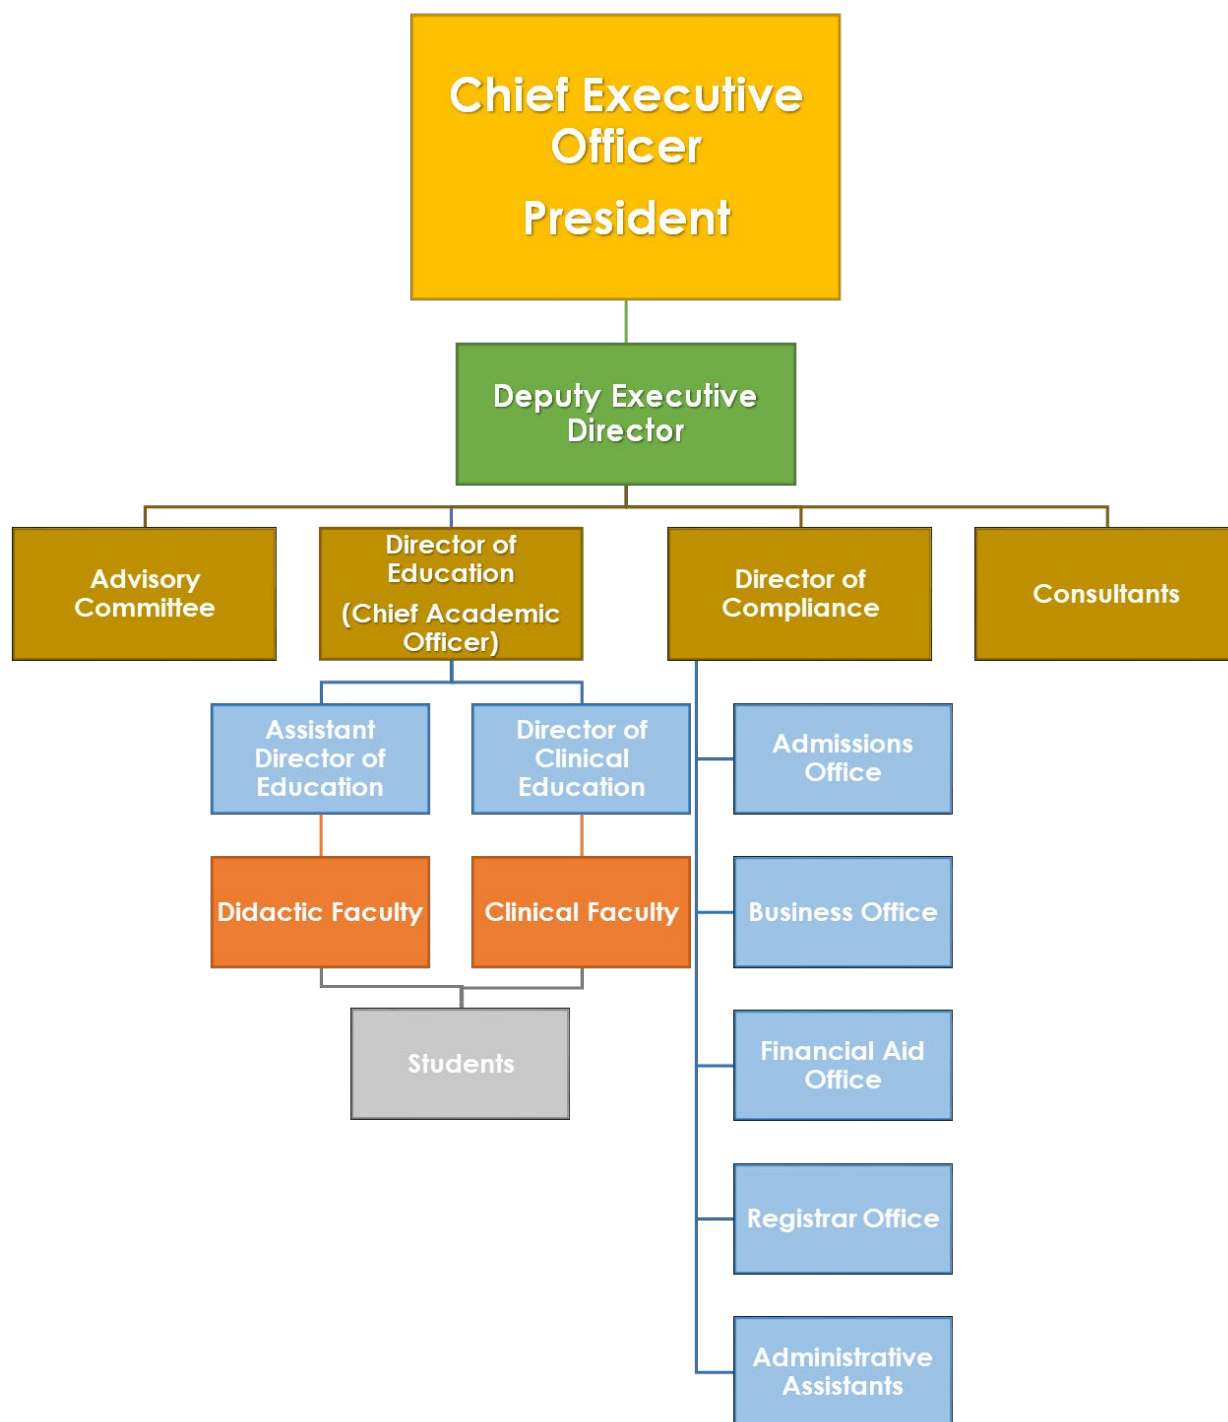 Chief Executive
Officer
President
Deputy Executive
Director
Advisory
Committee
Director of
Education
(Chief Academic
Officer)
Director of
Compliance
Consultants
Assistant
Director of
Education
Director of
Clinical
Education
Admissions
Office
Didactic Faculty
Clinical Faculty
Business Office
Students
Financial Aid
Office
Registrar Office
Administrative
Assistants